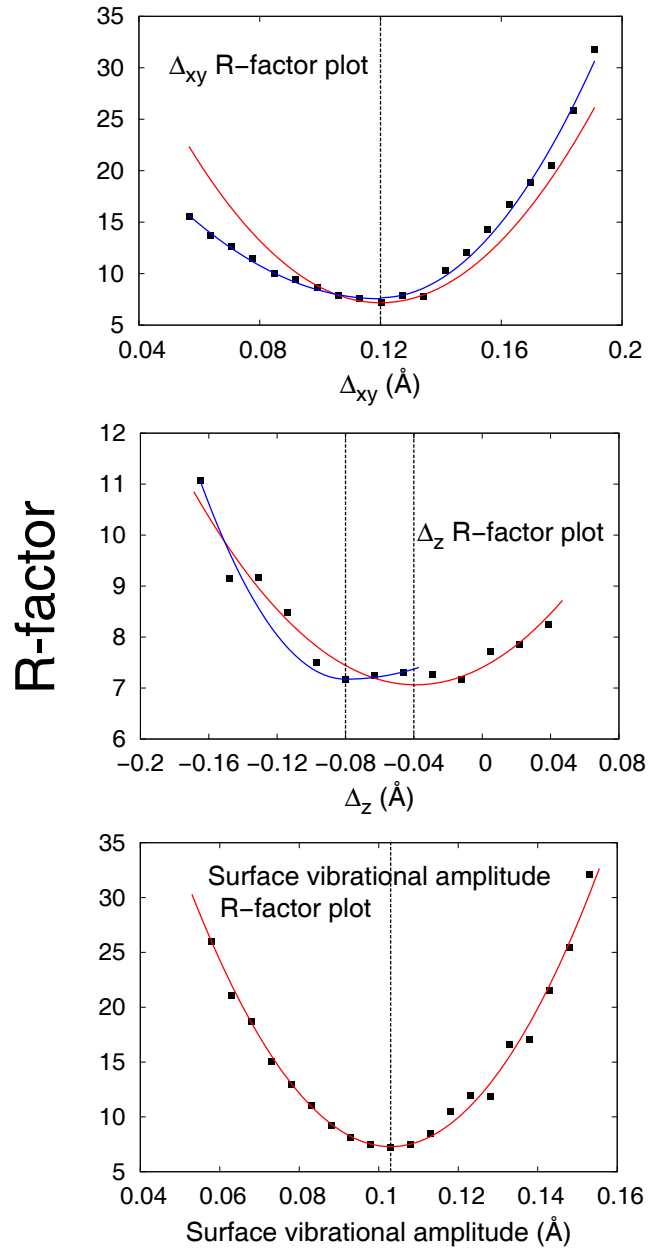 R-factor
Δxy R-factor plot
35
30
25
20
15
10
5
0.04 0.08 0.12 0.16 0.2
Δxy (Å)
Δz R-factor plot
12
11
10
9
8
7
6
−0.2 −0.16 −0.12 −0.08 −0.04 0 0.04 0.08
Δz (Å)
Surface vibrational amplitude
R−factor plot
35
30
25
20
15
10
5
0.04 0.06 0.08 0.1 0.12 0.14 0.16
Surface vibrational amplitude (Å)